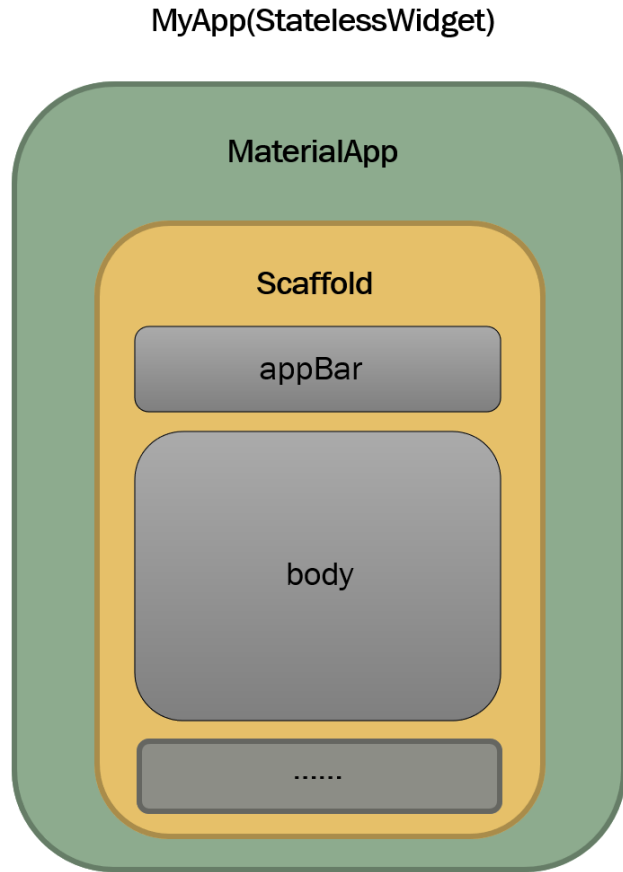 MyApp(StatelessWidget)
MaterialApp
Scaffold
appBar
body
......